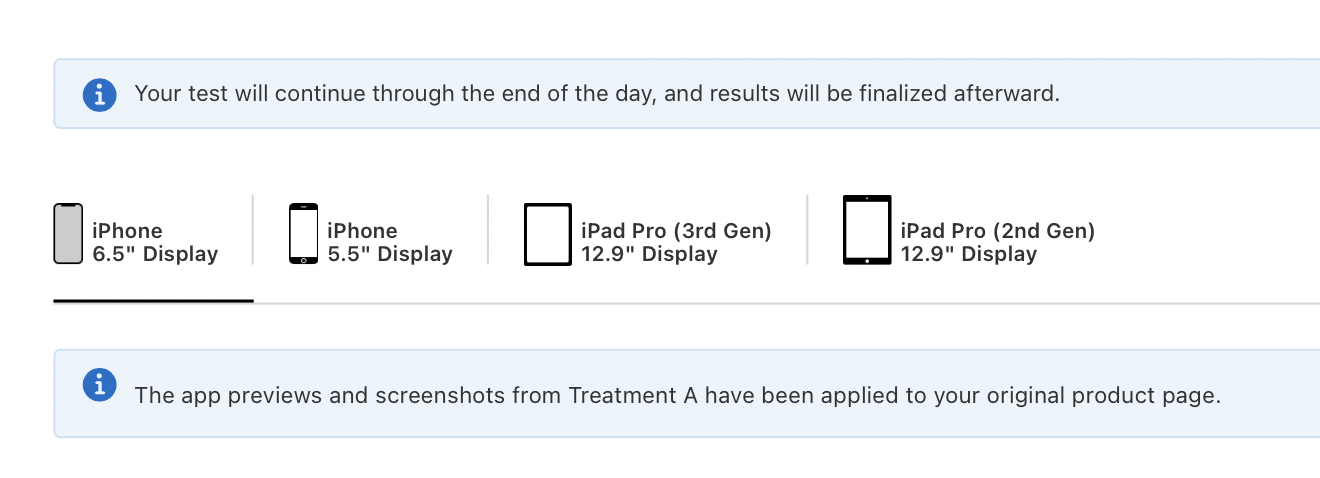 Your test will continue through the end of the day, and results will be finalized afterward.
iPhone
6.5" Display
iPhone
5.5" Display
iPad Pro (3rd Gen)
12.9" Display
iPad Pro (2nd Gen)
12.9" Display
The app previews and screenshots from Treatment A have been applied to your original product page.